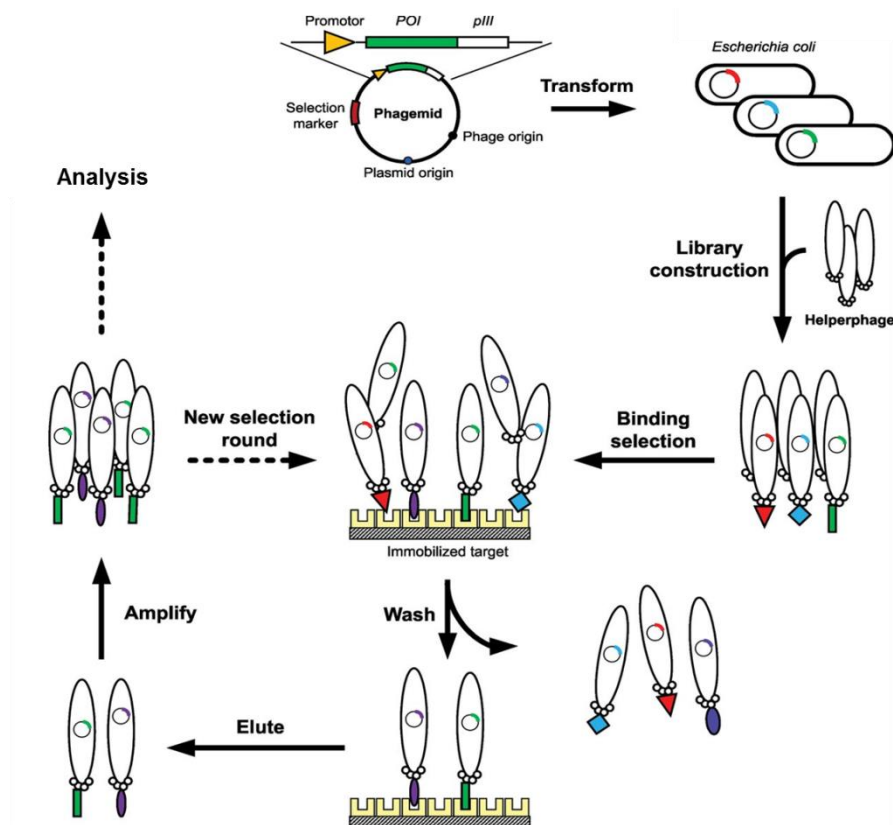 Promotor
POI
pIII
Escherichia coli
Transform
Selection
marker
Phagemid
Phage origin
Plasmid origin
Analysis
Library
construction
Helperphage
New selection
round
Binding
selection
Immobilized target
Amplify
Wash
Elute